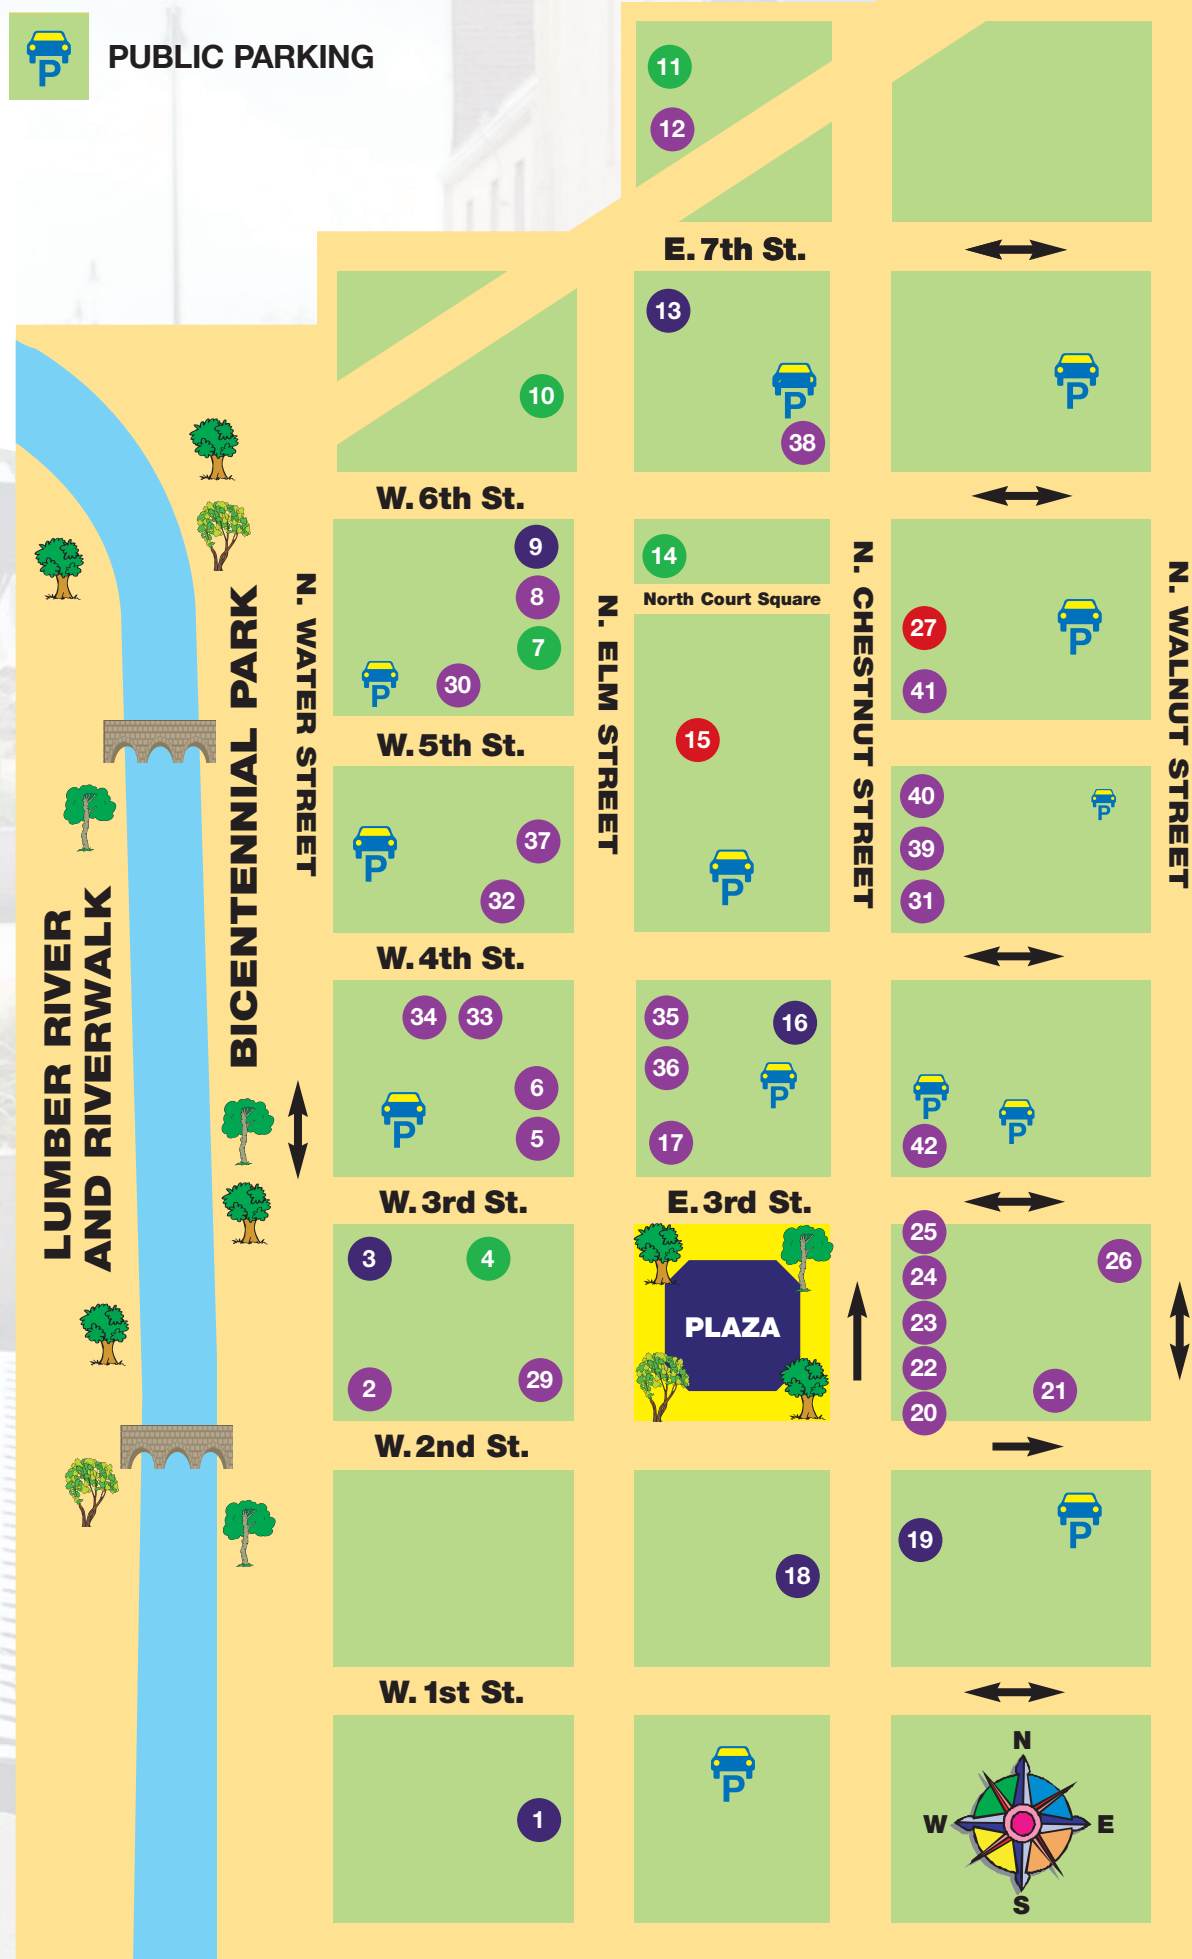 P
PUBLIC PARKING
11
12
E. 7th St.
13
P
P
10
38
W. 6th St.
9
14
8
North Court Square
27
P
7
P
30
41
N. WATER STREET
N. ELM STREET
N. CHESTNUT STREET
N. WALNUT STREET
BICENTENNIAL PARK
LUMBER RIVER
AND RIVERWALK
15
W. 5th St.
40
P
37
P
39
P
32
31
W. 4th St.
34
33
35
16
36
P
6
P
P
P
5
17
42
W. 3rd St.
E. 3rd St.
3
4
25
26
24
PLAZA
23
22
2
29
21
20
W. 2nd St.
19
P
18
W. 1st St.
P
1
N
W
E
S